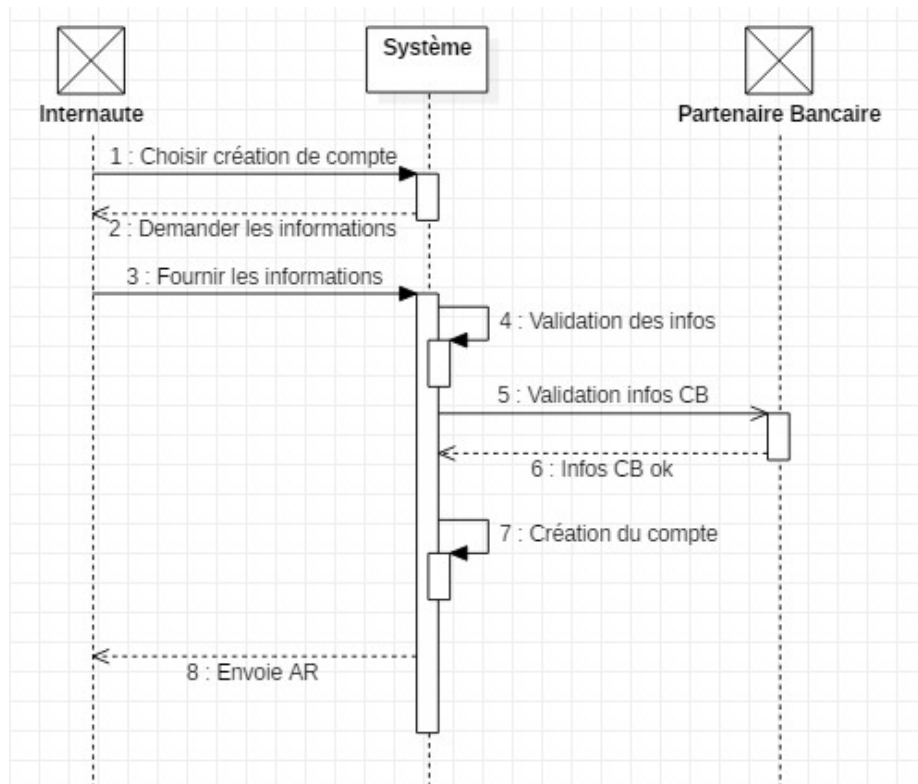 Système
Internaute
Partenaire Bancaire
1 : Choisir création de compte
2 : Demander les informations
3 : Fournir les informations
4 : Validation des infos
5 : Validation infos CB
6 : Infos CB ok
7 : Création du compte
8 : Envoie AR